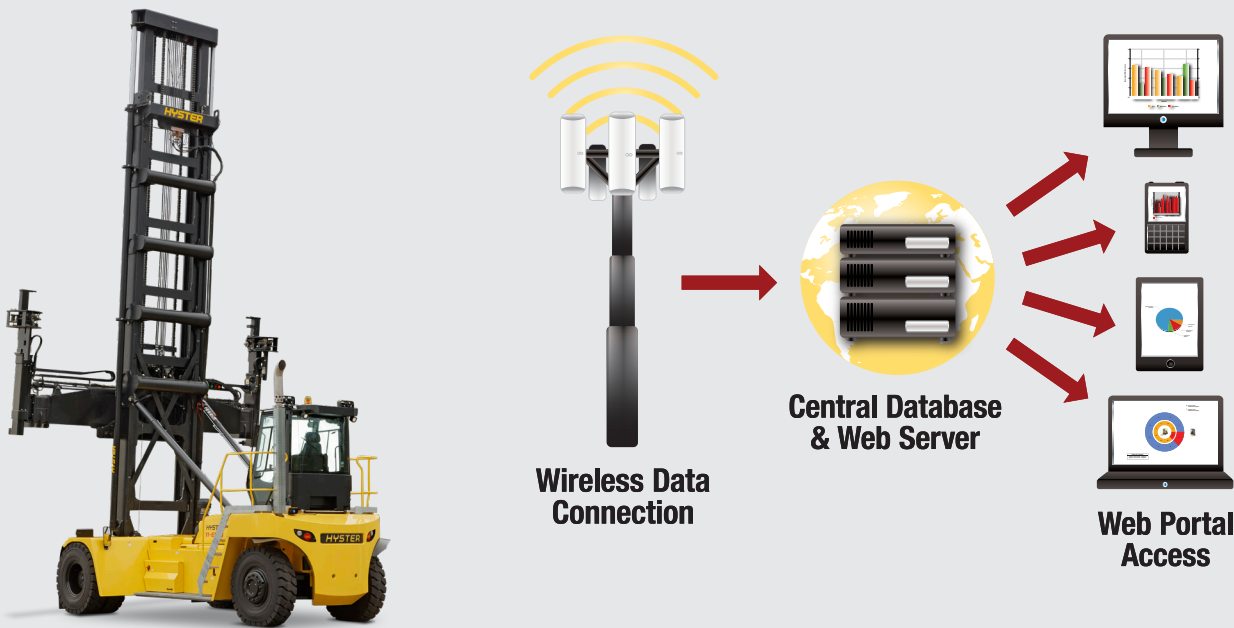 HYSTER
HYSTER
Wireless Data
Connection
Central Database
& Web Server
Web Portal
Access